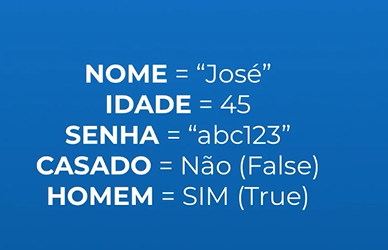 NOME = “José”
IDADE = 45
SENHA = “abc123”
CASADO = Não (False)
HOMEM = SIM (True)